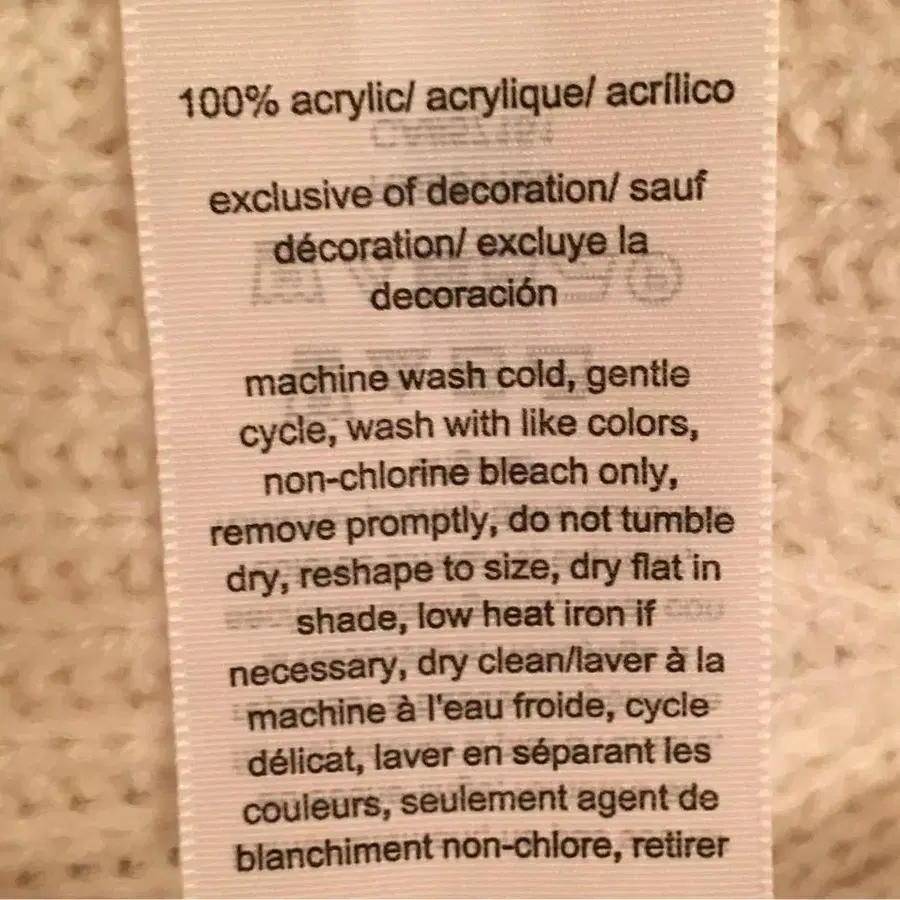 100% acrylic/ acrylique/ acrílico
exclusive of decoration/ sauf
décoration/ excluye la
decoración
machine wash cold, gentle
cycle, wash with like colors,
non-chlorine bleach only,
remove promptly, do not tumble
dry, reshape to size, dry flat in
shade, low heat iron if
necessary, dry clean/laver à la
machine à l'eau froide, cycle
délicat, laver en séparant les
couleurs, seulement agent de
blanchiment non-chlore, retirer